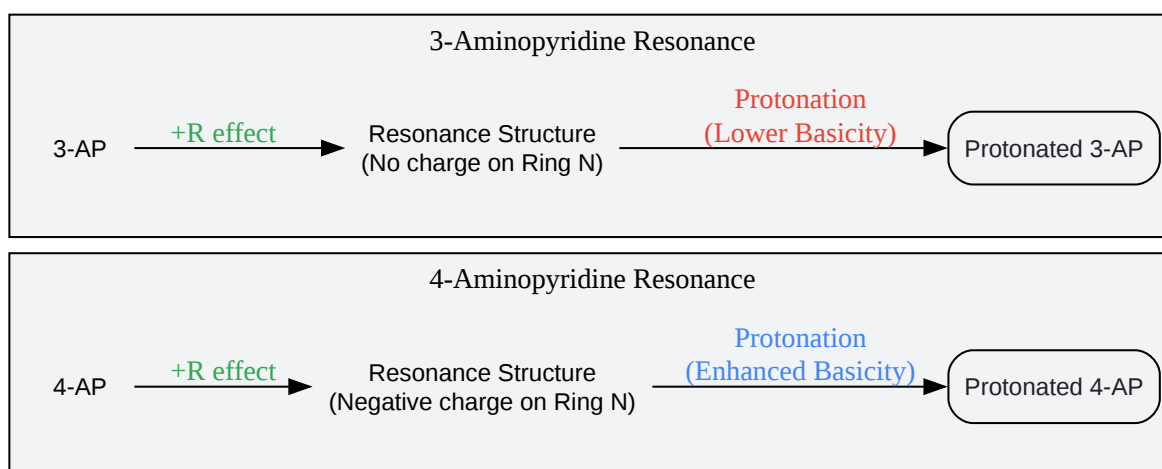 3-Aminopyridine Resonance
3-AP
+R effect
Resonance Structure
(No charge on Ring N)
Protonation
(Lower Basicity)
Protonated 3-AP
4-Aminopyridine Resonance
4-AP
+R effect
Resonance Structure
(Negative charge on Ring N)
Protonation
(Enhanced Basicity)
Protonated 4-AP